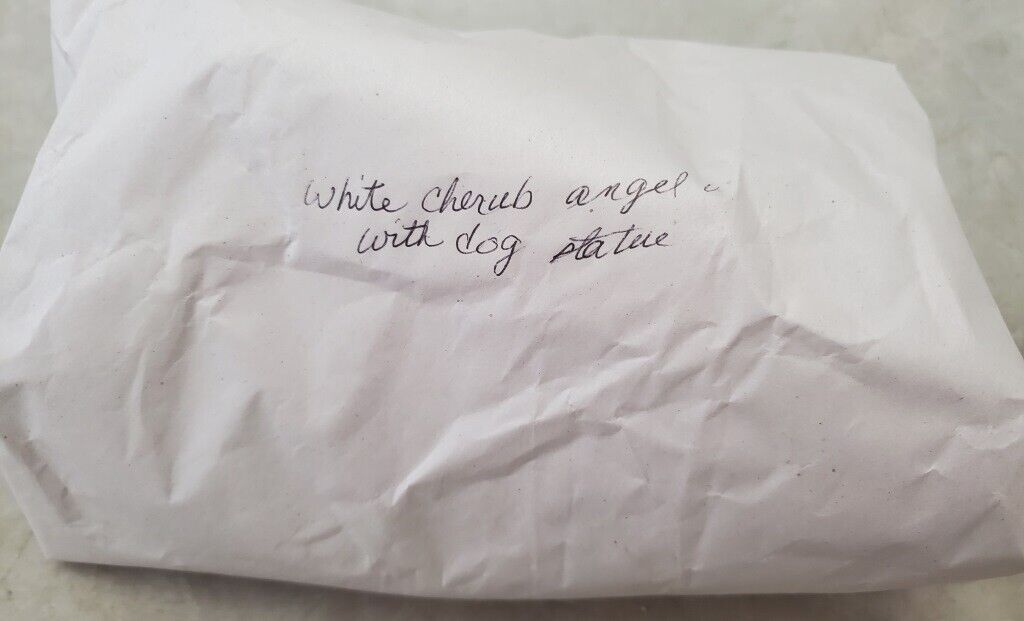 White cherub angel
with dog statue